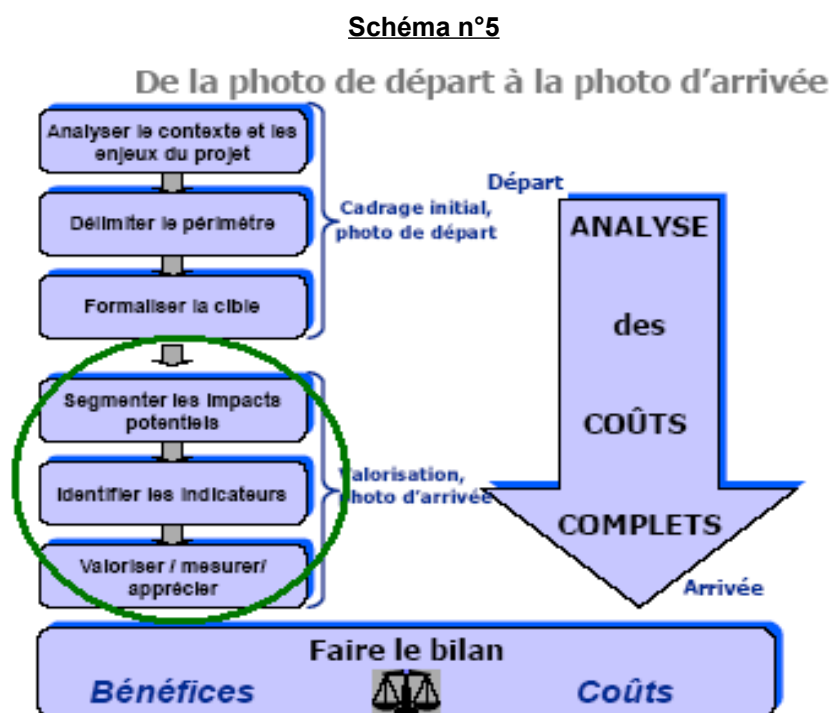 Schéma n°5
De la photo de départ à la photo d'arrivée
Analyser le contexte et les
enjeux du projet
Délimiter le périmètre
Formaliser la cible
Cadrage initial,
photo de départ
Segmenter les impacts
potentiels
Identifier les indicateurs
Valoriser / mesurer/
apprécier
Valorisation,
photo d'arrivée
Départ
ANALYSE
des
COÛTS
COMPLETS
Arrivée
Faire le bilan
Bénéfices
Coûts